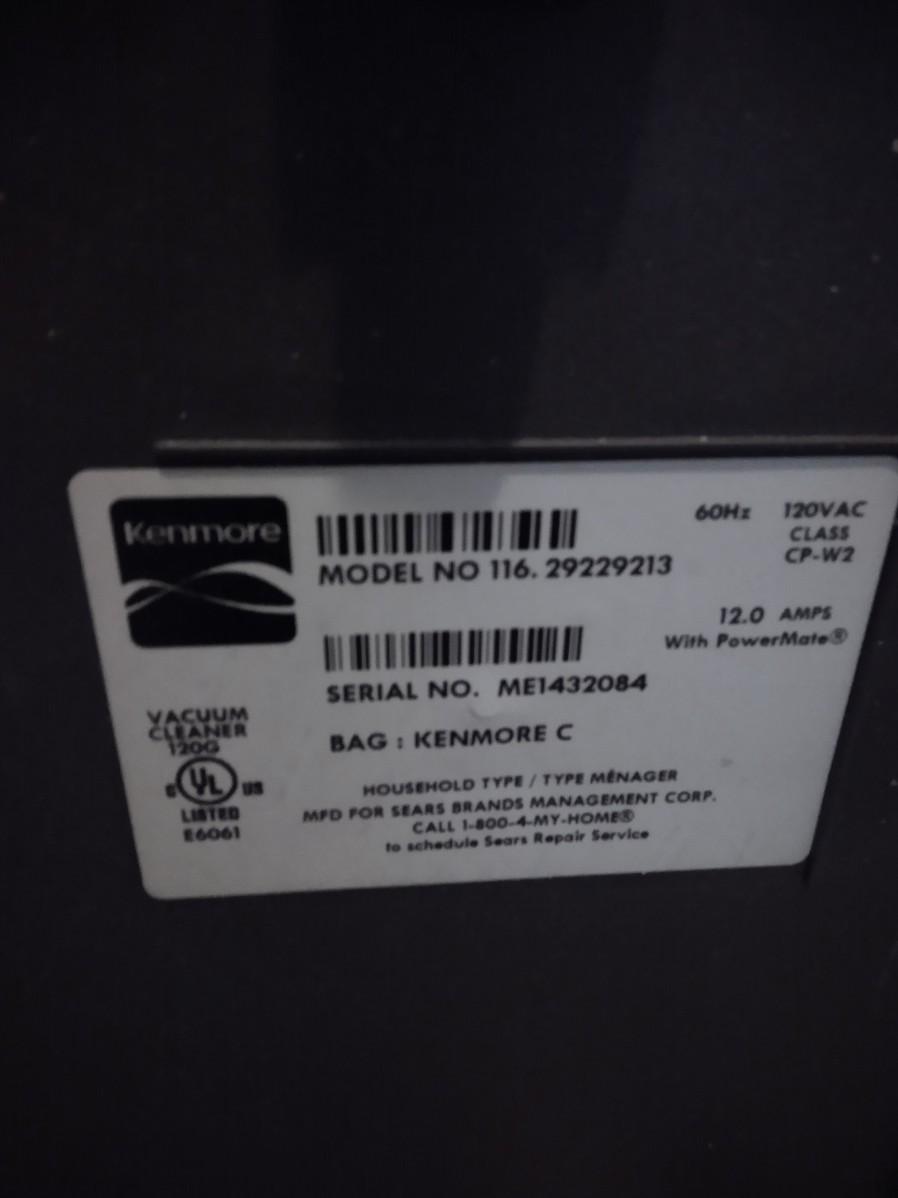 Kenmore
MODEL NO 116. 29229213
60Hz 120VAC
CLASS
CP-W2
12.0 AMPS
With PowerMate®
SERIAL NO. ME1432084
BAG : KENMORE C
VACUUM
CLEANER
120G
C UL US
LISTED
E6061
HOUSEHOLD TYPE / TYPE MÉNAGER
MFD FOR SEARS BRANDS MANAGEMENT CORP.
CALL 1-800-4-MY-HOME®
to schedule Sears Repair Service